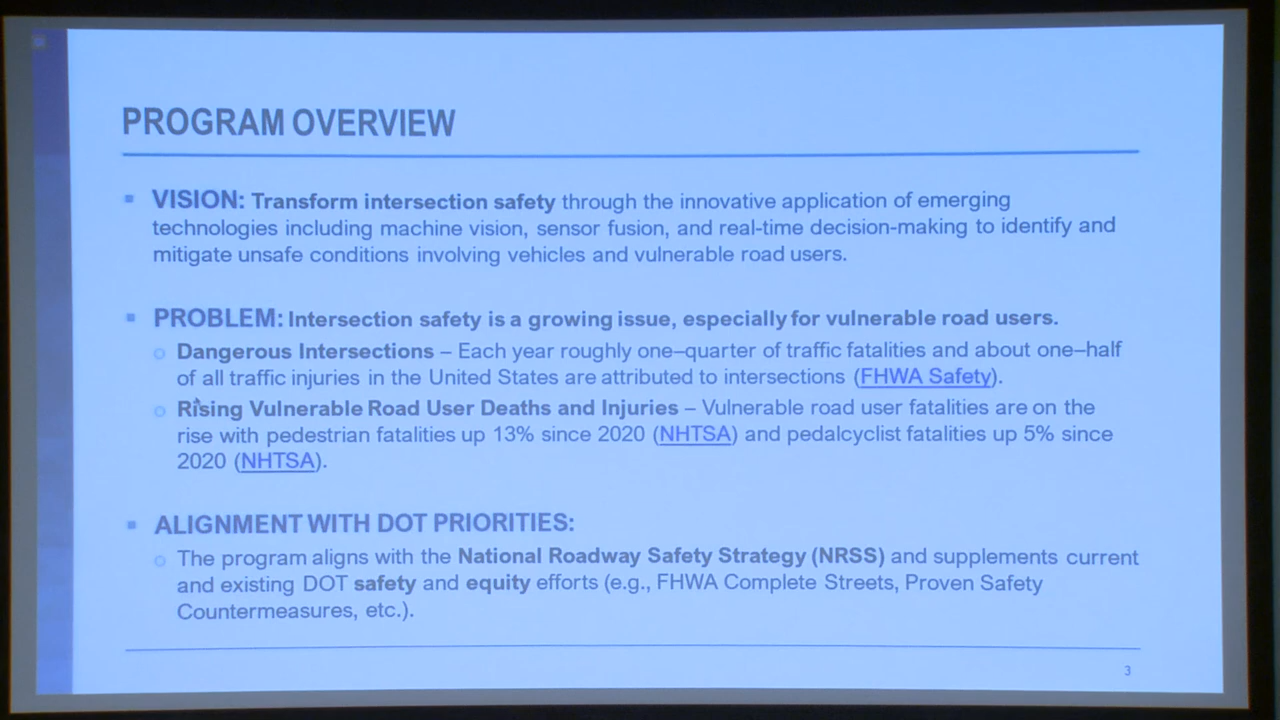 PROGRAM OVERVIEW
▪ VISION: Transform intersection safety through the innovative application of emerging
technologies including machine vision, sensor fusion, and real-time decision-making to identify and
mitigate unsafe conditions involving vehicles and vulnerable road users.
▪ PROBLEM: Intersection safety is a growing issue, especially for vulnerable road users.
o Dangerous Intersections – Each year roughly one–quarter of traffic fatalities and about one–half
of all traffic injuries in the United States are attributed to intersections (FHWA Safety).
o Rising Vulnerable Road User Deaths and Injuries – Vulnerable road user fatalities are on the
rise with pedestrian fatalities up 13% since 2020 (NHTSA) and pedalcyclist fatalities up 5% since
2020 (NHTSA).
▪ ALIGNMENT WITH DOT PRIORITIES:
o The program aligns with the National Roadway Safety Strategy (NRSS) and supplements current
and existing DOT safety and equity efforts (e.g., FHWA Complete Streets, Proven Safety
Countermeasures, etc.).
3